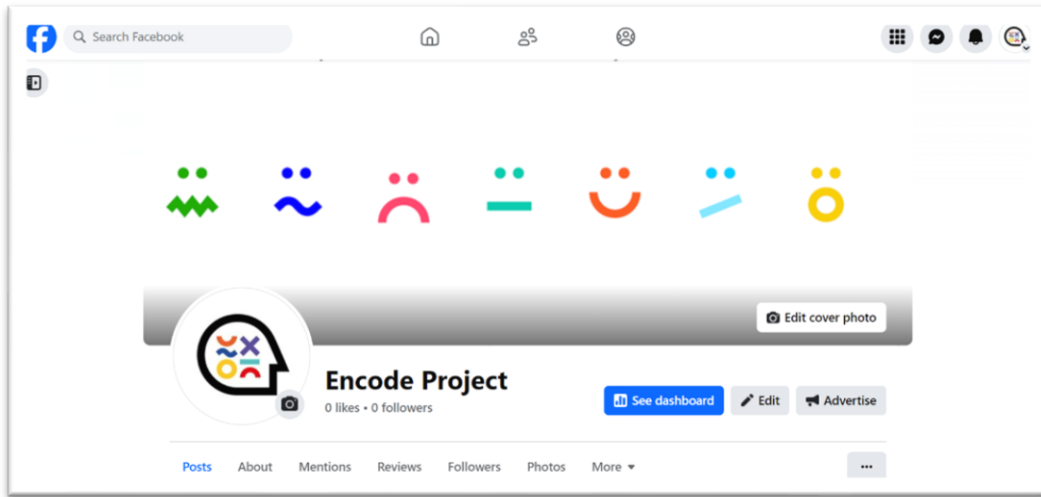 Search Facebook
Edit cover photo
Encode Project
0 likes • 0 followers
See dashboard Edit Advertise
Posts About Mentions Reviews Followers Photos More